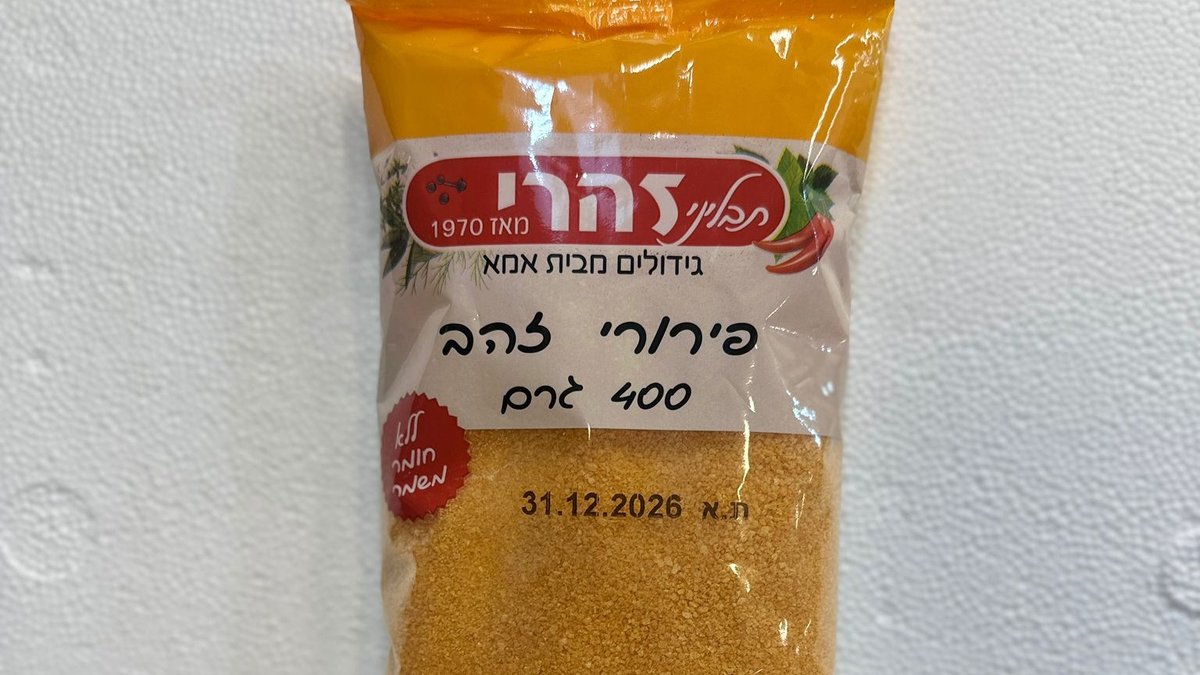 תבליני זהרי
מאז 1970
גידולים מבית אמא
פירורי זהב
400 גרם
ללא
חומר
משמר
ת.א 31.12.2026